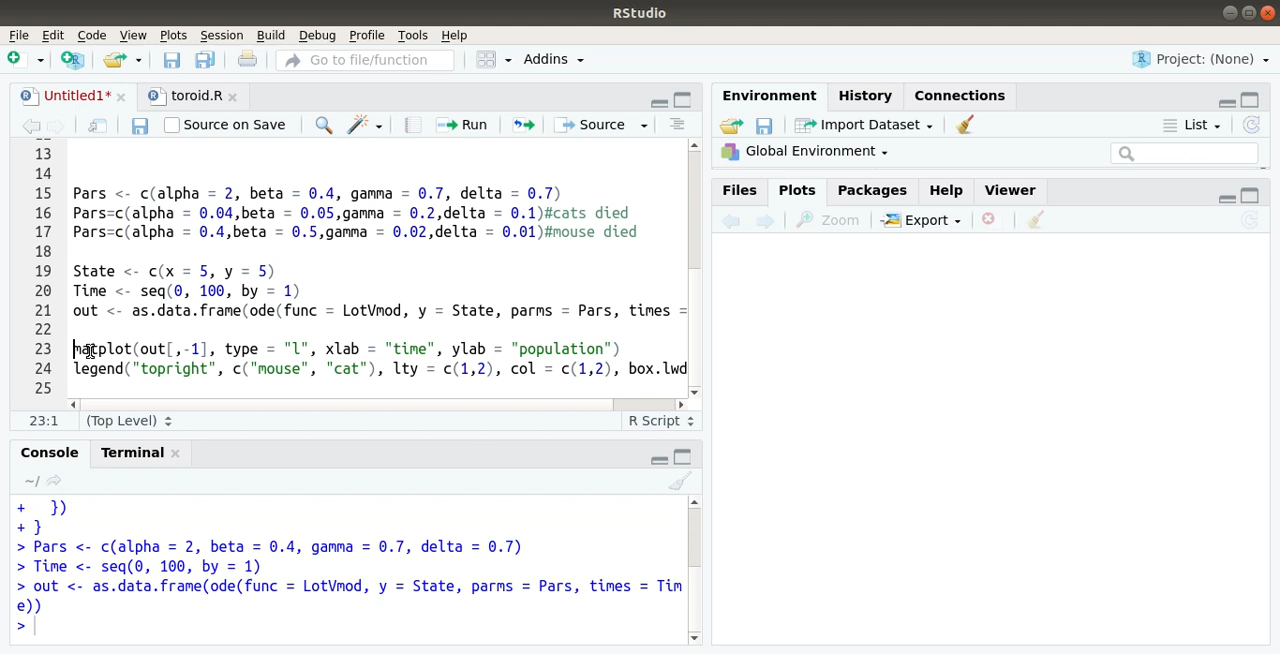 RStudio
File Edit Code View Plots Session Build Debug Profile Tools Help
Go to file/function Addins Project: (None)
Untitled1* toroid.R
Source on Save Run Source
13
14
15 Pars <- c(alpha = 2, beta = 0.4, gamma = 0.7, delta = 0.7)
16 Pars=c(alpha = 0.04,beta = 0.05,gamma = 0.2,delta = 0.1)#cats died
17 Pars=c(alpha = 0.4,beta = 0.5,gamma = 0.02,delta = 0.01)#mouse died
18
19 State <- c(x = 5, y = 5)
20 Time <- seq(0, 100, by = 1)
21 out <- as.data.frame(ode(func = LotVmod, y = State, parms = Pars, times =
22
23 matplot(out[,-1], type = "l", xlab = "time", ylab = "population")
24 legend("topright", c("mouse", "cat"), lty = c(1,2), col = c(1,2), box.lwd
25
23:1 (Top Level) R Script
Console Terminal
~/
+ })
+ }
> Pars <- c(alpha = 2, beta = 0.4, gamma = 0.7, delta = 0.7)
> Time <- seq(0, 100, by = 1)
> out <- as.data.frame(ode(func = LotVmod, y = State, parms = Pars, times = Tim
e))
>
Environment History Connections
Import Dataset List
Global Environment
Files Plots Packages Help Viewer
Zoom Export